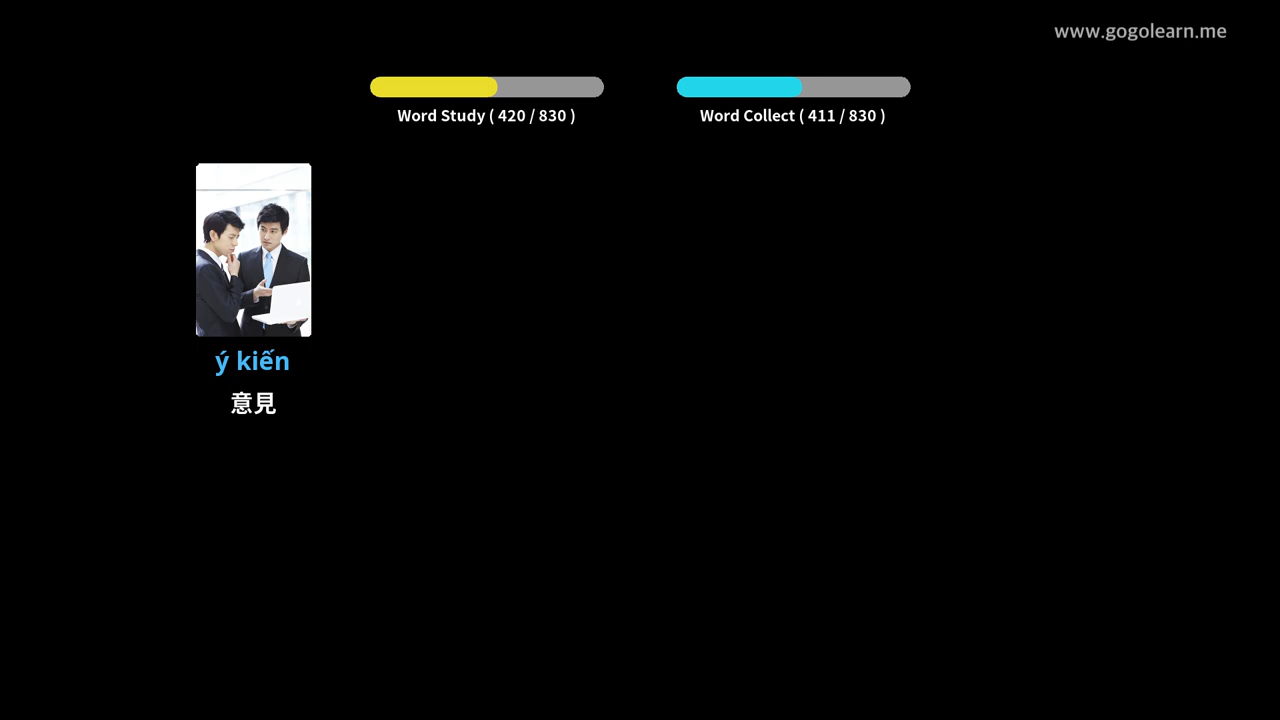 www.gogolearn.me
Word Study ( 420 / 830 )
Word Collect ( 411 / 830 )
ý kiến
意見